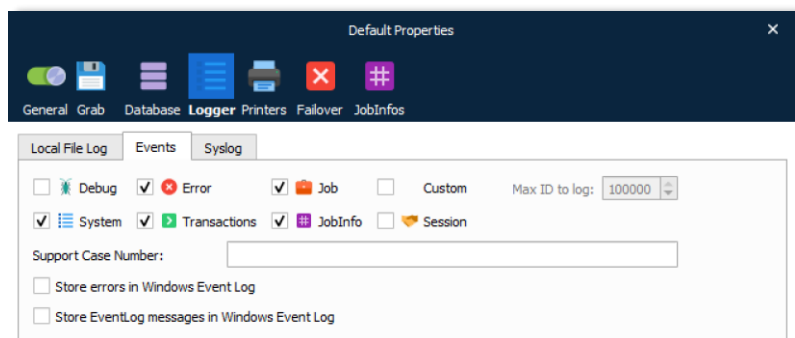 Default Properties
General Grab Database Logger Printers Failover JobInfos
Local File Log Events Syslog
Debug Error Job Custom Max ID to log: 100000
System Transactions JobInfo Session
Support Case Number:
Store errors in Windows Event Log
Store EventLog messages in Windows Event Log